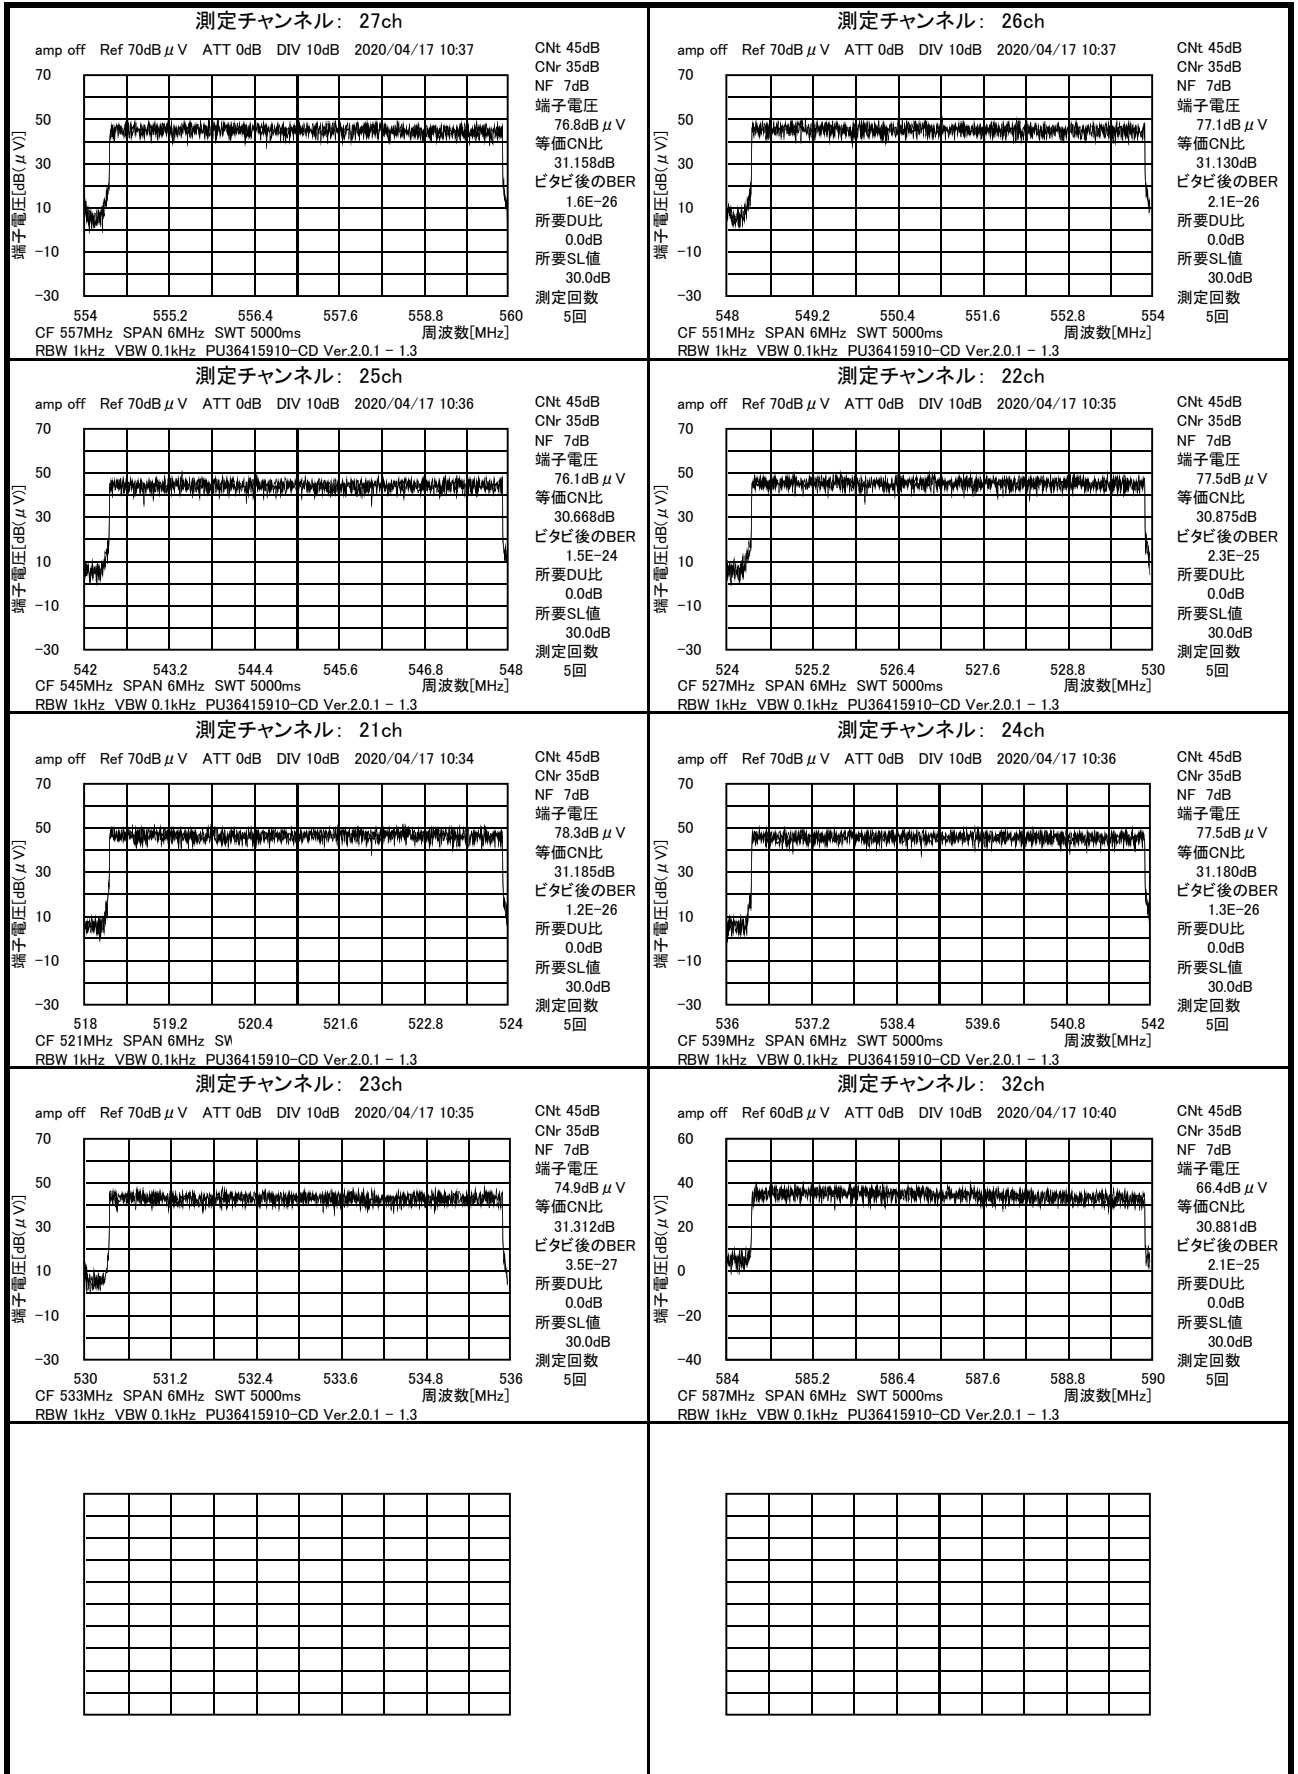 測定チャンネル： 27ch
amp off Ref 70dBμV ATT 0dB DIV 10dB 2020/04/17 10:37
端子電圧[dB(μV)]
70
50
30
10
-10
-30
554 555.2 556.4 557.6 558.8 560
CF 557MHz SPAN 6MHz SWT 5000ms 周波数[MHz]
RBW 1kHz VBW 0.1kHz PU36415910-CD Ver.2.0.1 - 1.3
CNt 45dB
CNr 35dB
NF 7dB
端子電圧
76.8dBμV
等価CN比
31.158dB
ビタビ後のBER
1.6E-26
所要DU比
0.0dB
所要SL値
30.0dB
測定回数
5回
測定チャンネル： 26ch
amp off Ref 70dBμV ATT 0dB DIV 10dB 2020/04/17 10:37
端子電圧[dB(μV)]
70
50
30
10
-10
-30
548 549.2 550.4 551.6 552.8 554
CF 551MHz SPAN 6MHz SWT 5000ms 周波数[MHz]
RBW 1kHz VBW 0.1kHz PU36415910-CD Ver.2.0.1 - 1.3
CNt 45dB
CNr 35dB
NF 7dB
端子電圧
77.1dBμV
等価CN比
31.130dB
ビタビ後のBER
2.1E-26
所要DU比
0.0dB
所要SL値
30.0dB
測定回数
5回
測定チャンネル： 25ch
amp off Ref 70dBμV ATT 0dB DIV 10dB 2020/04/17 10:36
端子電圧[dB(μV)]
70
50
30
10
-10
-30
542 543.2 544.4 545.6 546.8 548
CF 545MHz SPAN 6MHz SWT 5000ms 周波数[MHz]
RBW 1kHz VBW 0.1kHz PU36415910-CD Ver.2.0.1 - 1.3
CNt 45dB
CNr 35dB
NF 7dB
端子電圧
76.1dBμV
等価CN比
30.668dB
ビタビ後のBER
1.5E-24
所要DU比
0.0dB
所要SL値
30.0dB
測定回数
5回
測定チャンネル： 22ch
amp off Ref 70dBμV ATT 0dB DIV 10dB 2020/04/17 10:35
端子電圧[dB(μV)]
70
50
30
10
-10
-30
524 525.2 526.4 527.6 528.8 530
CF 527MHz SPAN 6MHz SWT 5000ms 周波数[MHz]
RBW 1kHz VBW 0.1kHz PU36415910-CD Ver.2.0.1 - 1.3
CNt 45dB
CNr 35dB
NF 7dB
端子電圧
77.5dBμV
等価CN比
30.875dB
ビタビ後のBER
2.3E-25
所要DU比
0.0dB
所要SL値
30.0dB
測定回数
5回
測定チャンネル： 21ch
amp off Ref 70dBμV ATT 0dB DIV 10dB 2020/04/17 10:34
端子電圧[dB(μV)]
70
50
30
10
-10
-30
518 519.2 520.4 521.6 522.8 524
CF 521MHz SPAN 6MHz SW
RBW 1kHz VBW 0.1kHz PU36415910-CD Ver.2.0.1 - 1.3
CNt 45dB
CNr 35dB
NF 7dB
端子電圧
78.3dBμV
等価CN比
31.185dB
ビタビ後のBER
1.2E-26
所要DU比
0.0dB
所要SL値
30.0dB
測定回数
5回
測定チャンネル： 24ch
amp off Ref 70dBμV ATT 0dB DIV 10dB 2020/04/17 10:36
端子電圧[dB(μV)]
70
50
30
10
-10
-30
536 537.2 538.4 539.6 540.8 542
CF 539MHz SPAN 6MHz SWT 5000ms 周波数[MHz]
RBW 1kHz VBW 0.1kHz PU36415910-CD Ver.2.0.1 - 1.3
CNt 45dB
CNr 35dB
NF 7dB
端子電圧
77.5dBμV
等価CN比
31.180dB
ビタビ後のBER
1.3E-26
所要DU比
0.0dB
所要SL値
30.0dB
測定回数
5回
測定チャンネル： 23ch
amp off Ref 70dBμV ATT 0dB DIV 10dB 2020/04/17 10:35
端子電圧[dB(μV)]
70
50
30
10
-10
-30
530 531.2 532.4 533.6 534.8 536
CF 533MHz SPAN 6MHz SWT 5000ms 周波数[MHz]
RBW 1kHz VBW 0.1kHz PU36415910-CD Ver.2.0.1 - 1.3
CNt 45dB
CNr 35dB
NF 7dB
端子電圧
74.9dBμV
等価CN比
31.312dB
ビタビ後のBER
3.5E-27
所要DU比
0.0dB
所要SL値
30.0dB
測定回数
5回
測定チャンネル： 32ch
amp off Ref 60dBμV ATT 0dB DIV 10dB 2020/04/17 10:40
端子電圧[dB(μV)]
60
40
20
0
-20
-40
584 585.2 586.4 587.6 588.8 590
CF 587MHz SPAN 6MHz SWT 5000ms 周波数[MHz]
RBW 1kHz VBW 0.1kHz PU36415910-CD Ver.2.0.1 - 1.3
CNt 45dB
CNr 35dB
NF 7dB
端子電圧
66.4dBμV
等価CN比
30.881dB
ビタビ後のBER
2.1E-25
所要DU比
0.0dB
所要SL値
30.0dB
測定回数
5回